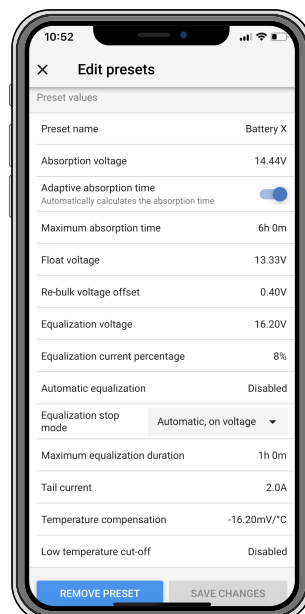 10:52
Edit presets
Preset values
Preset name Battery X
Absorption voltage 14.44V
Adaptive absorption time
Automatically calculates the absorption time
Maximum absorption time 6h 0m
Float voltage 13.33V
Re-bulk voltage offset 0.40V
Equalization voltage 16.20V
Equalization current percentage 8%
Automatic equalization Disabled
Equalization stop
mode Automatic, on voltage
Maximum equalization duration 1h 0m
Tail current 2.0A
Temperature compensation -16.20mV/°C
Low temperature cut-off Disabled
REMOVE PRESET SAVE CHANGES